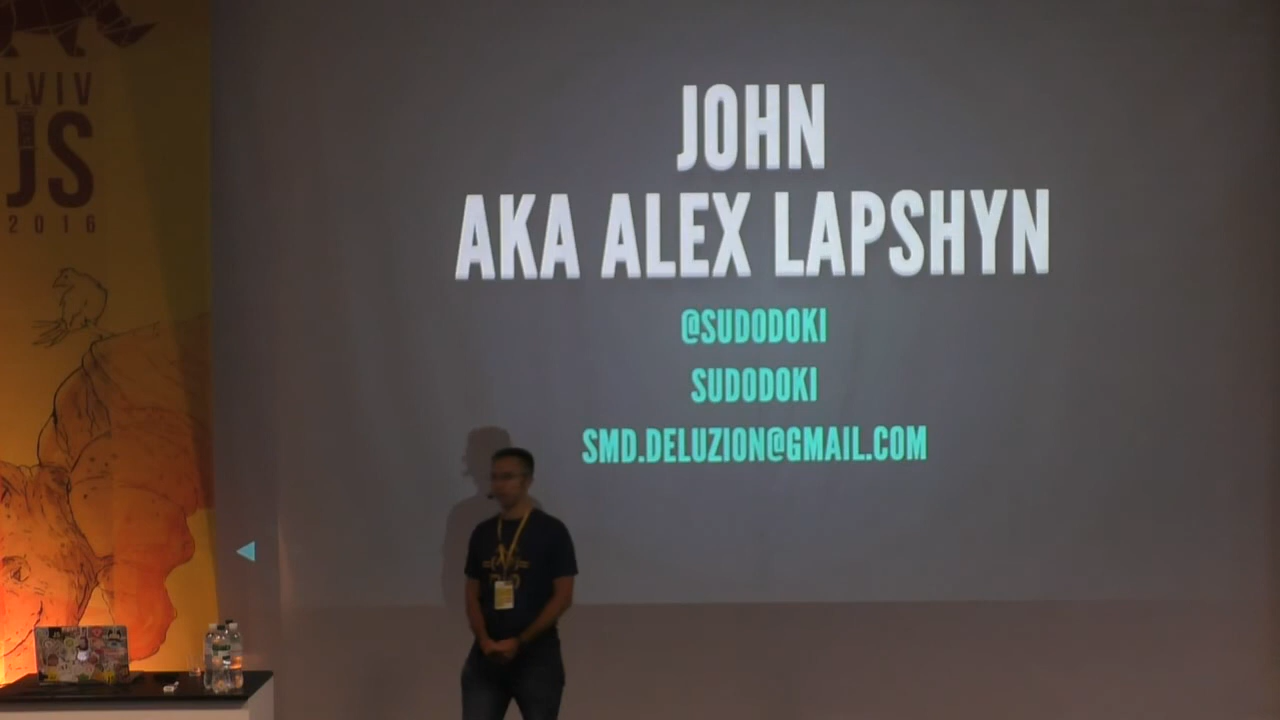 LVIV
JS
2016
JOHN
AKA ALEX LAPSHYN
@SUDODOKI
SUDODOKI
SMD.DELUZION@GMAIL.COM